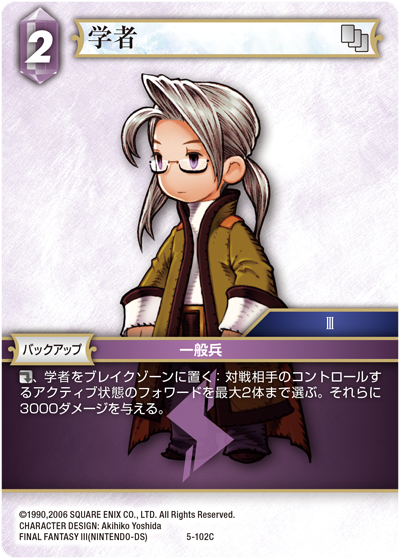 2
学者
III
バックアップ
一般兵
、学者をブレイクゾーンに置く：対戦相手のコントロールす
るアクティブ状態のフォワードを最大2体まで選ぶ。それらに
3000ダメージを与える。
©1990,2006 SQUARE ENIX CO., LTD. All Rights Reserved.
CHARACTER DESIGN: Akihiko Yoshida
FINAL FANTASY III(NINTENDO-DS) 5-102C